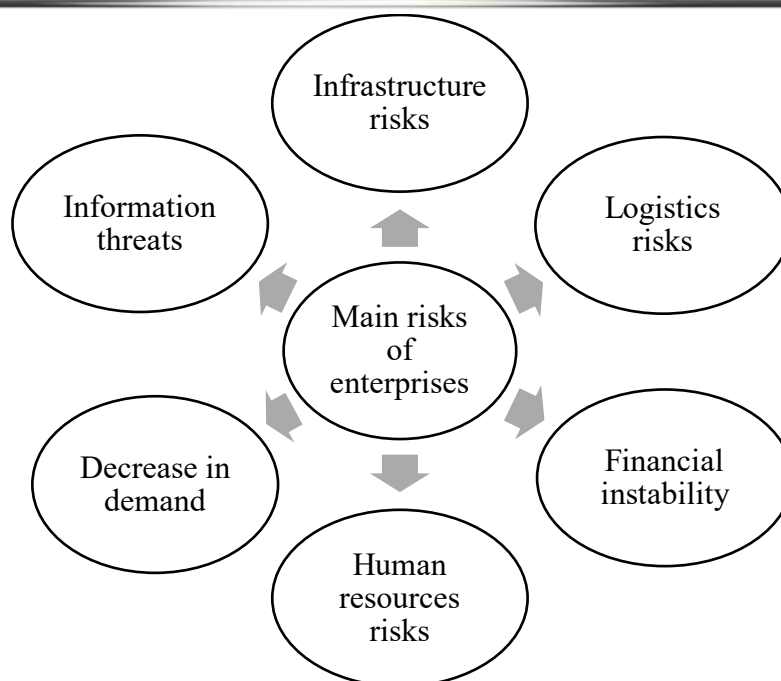 Infrastructure
risks
Information
threats
Logistics
risks
Main risks
of
enterprises
Decrease in
demand
Financial
instability
Human
resources
risks